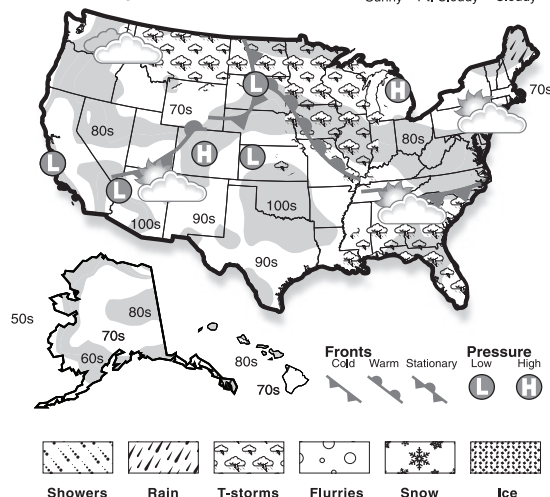 Sunny Pt. Cloudy Cloudy
70s
70s
80s
80s
H
L
H
L
L
L
100s
100s
90s
90s
50s
80s
70s
60s
80s
70s
Fronts
Cold Warm Stationary
Pressure
Low High
L H
Showers Rain T-storms Flurries Snow Ice